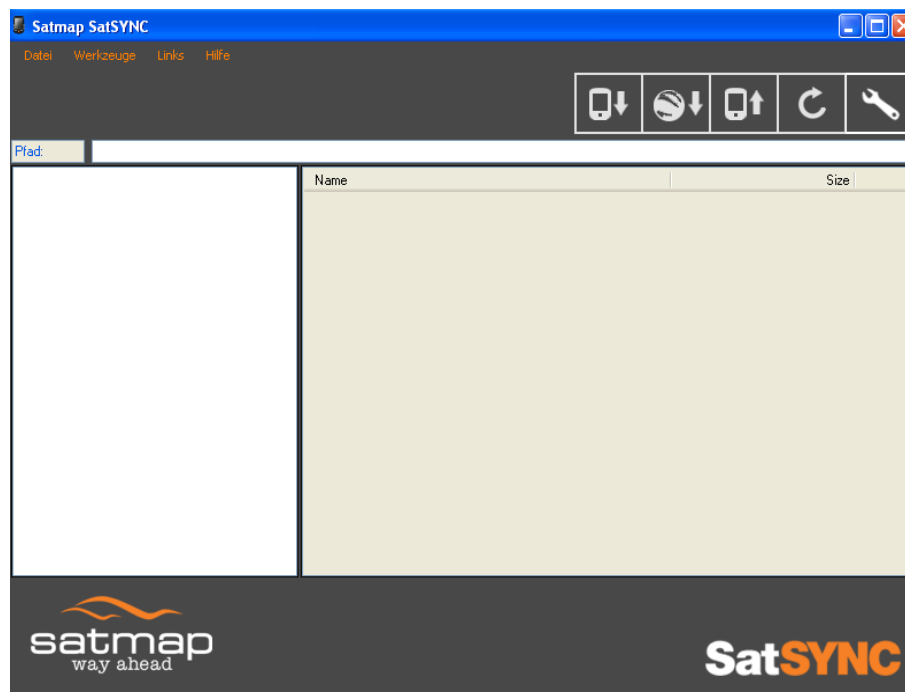 Satmap SatSYNC
Datei Werkzeuge Links Hilfe
Pfad:
Name Size
satmap
way ahead
SatSYNC